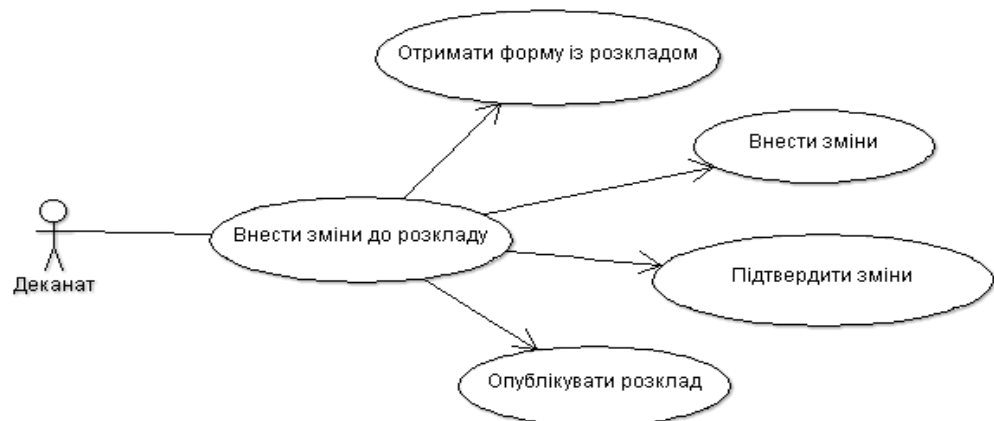 Отримати форму із розкладом
Внести зміни
Внести зміни до розкладу
Деканат
Підтвердити зміни
Опублікувати розклад